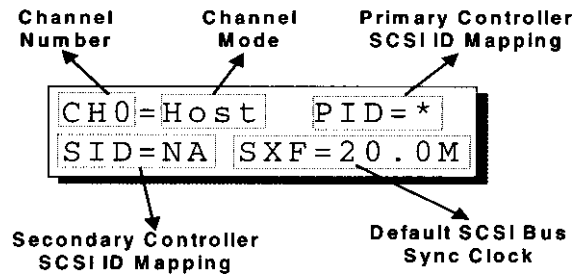 Channel
Number
Channel
Mode
Primary Controller
SCSI ID Mapping
CH0=Host PID=*
SID=NA SXF=20.0M
Secondary Controller
SCSI ID Mapping
Default SCSI Bus
Sync Clock